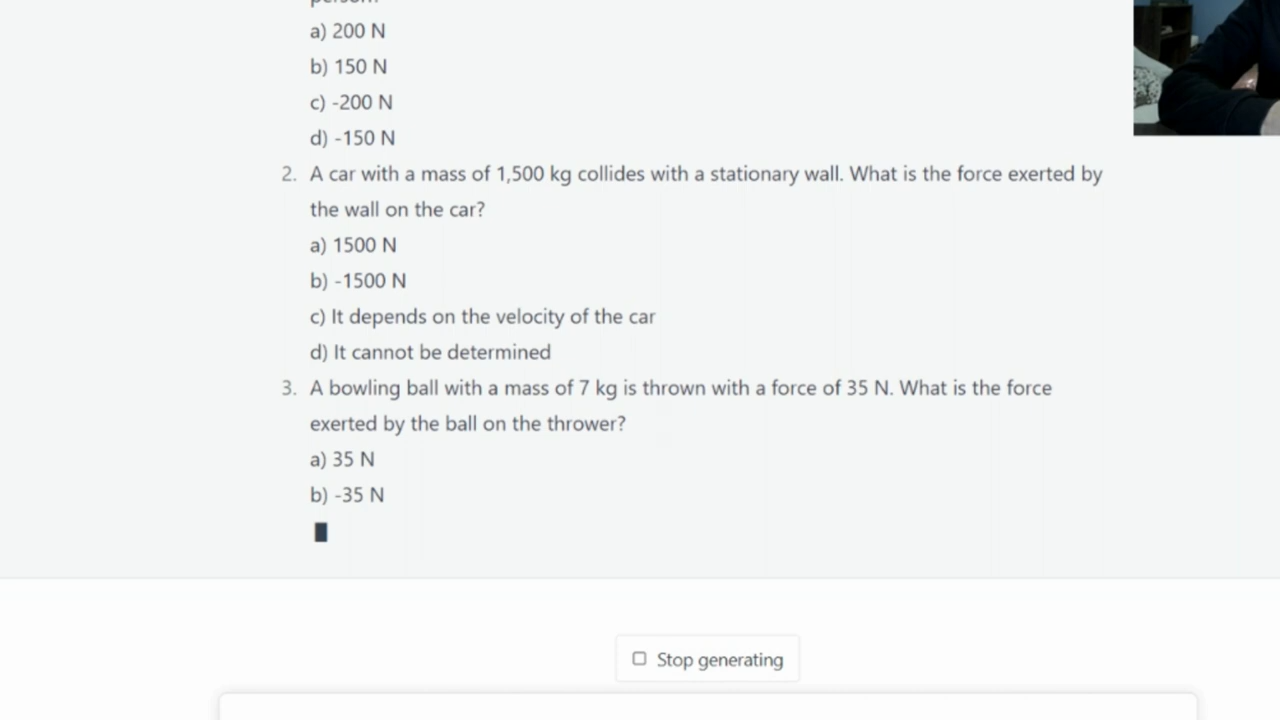 a) 200 N
b) 150 N
c) -200 N
d) -150 N
2. A car with a mass of 1,500 kg collides with a stationary wall. What is the force exerted by
the wall on the car?
a) 1500 N
b) -1500 N
c) It depends on the velocity of the car
d) It cannot be determined
3. A bowling ball with a mass of 7 kg is thrown with a force of 35 N. What is the force
exerted by the ball on the thrower?
a) 35 N
b) -35 N
Stop generating